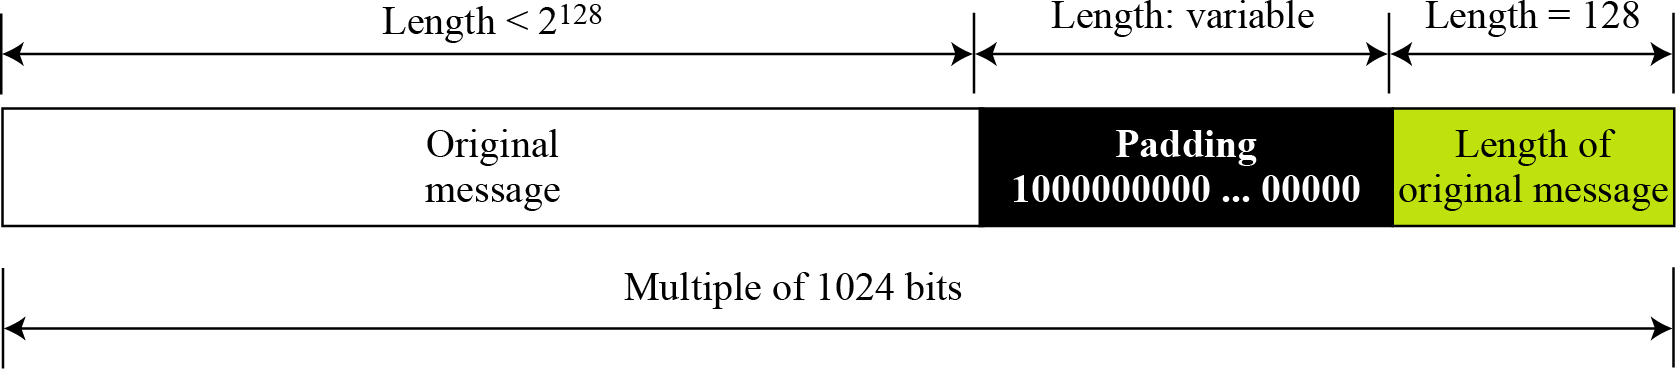 Length < 2¹²⁸
Length: variable
Length = 128
Original
message
Padding
1000000000 ... 00000
Length of
original message
Multiple of 1024 bits